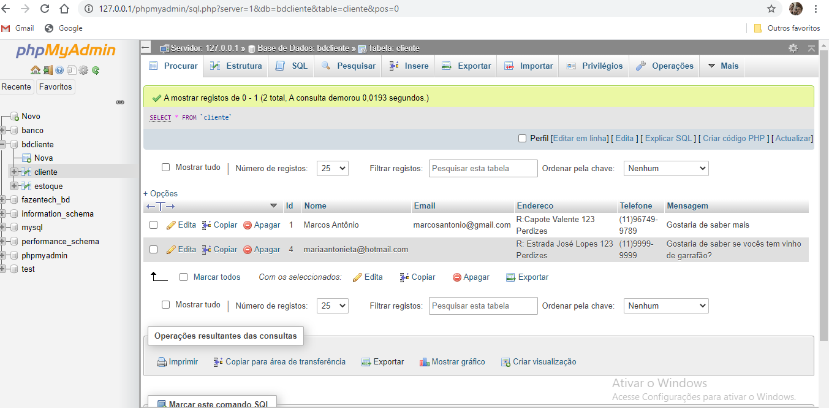 127.0.0.1/phpmyadmin/sql.php?server=1&db=bdcliente&table=cliente&pos=0
Gmail Google Outros favoritos
phpMyAdmin
Recente Favoritos
Novo
banco
bdcliente
Nova
cliente
estoque
fazentech_bd
information_schema
mysql
performance_schema
phpmyadmin
test
Servidor: 127.0.0.1 » Base de Dados: bdcliente » tabela: cliente
Procurar Estrutura SQL Pesquisar Insere Exportar Importar Privilégios Operações Mais
A mostrar registos de 0 - 1 (2 total, A consulta demorou 0,0193 segundos.)
SELECT * FROM `cliente`
Perfil [Editar em linha] [ Edita ] [ Explicar SQL ] [ Criar código PHP ] [ Actualizar]
Mostrar tudo | Número de registos: 25 Filtrar registos: Pesquisar esta tabela Ordenar pela chave: Nenhum
+ Opções
←T→ Id Nome Email Endereco Telefone Mensagem
Edita Copiar Apagar 1 Marcos Antônio marcosantonio@gmail.com R:Capote Valente 123 Perdizes (11)96749-9789 Gostaria de saber mais
Edita Copiar Apagar 4 mariaantonieta@hotmail.com R: Estrada José Lopes 123 Perdizes (11)9999-9999 Gostaria de saber se vocês tem vinho de garrafão?
Marcar todos Com os seleccionados: Edita Copiar Apagar Exportar
Mostrar tudo | Número de registos: 25 Filtrar registos: Pesquisar esta tabela Ordenar pela chave: Nenhum
Operações resultantes das consultas
Imprimir Copiar para área de transferência Exportar Mostrar gráfico Criar visualização
Marcar este comando SQL
Ativar o Windows
Acesse Configurações para ativar o Windows.